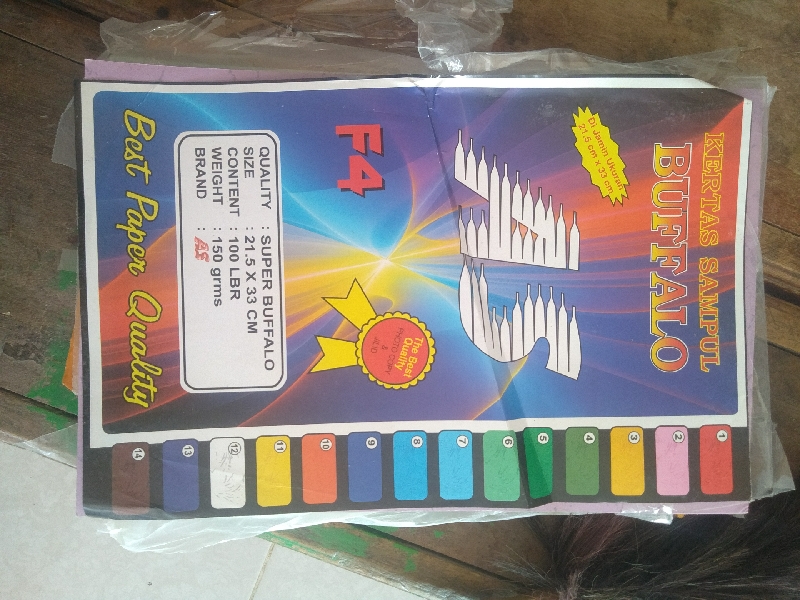 KERTAS SAMPUL
BUFFALO
Di Jamin Ukuran
21,5 cm x 33 cm
AS
F4
The Best
Quality
&
QUALITY : SUPER BUFFALO
SIZE : 21.5 X 33 CM
CONTENT : 100 LBR
WEIGHT : 150 grms
BRAND : AS
Best Paper Quality
1
2
3
4
5
6
7
8
9
10
11
12
13
14